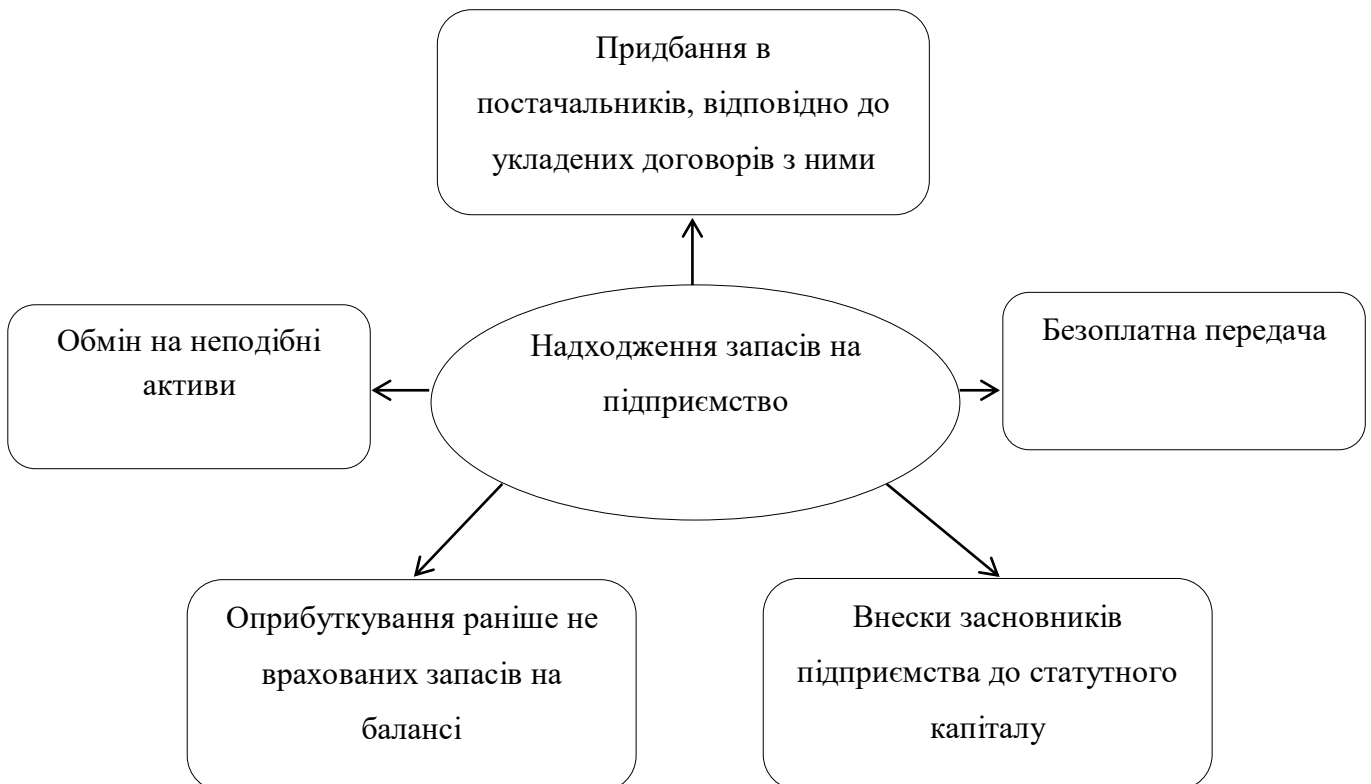 Придбання в
постачальників, відповідно до
укладених договорів з ними
Обмін на неподібні
активи
Надходження запасів на
підприємство
Безоплатна передача
Оприбуткування раніше не
врахованих запасів на
балансі
Внески засновників
підприємства до статутного
капіталу